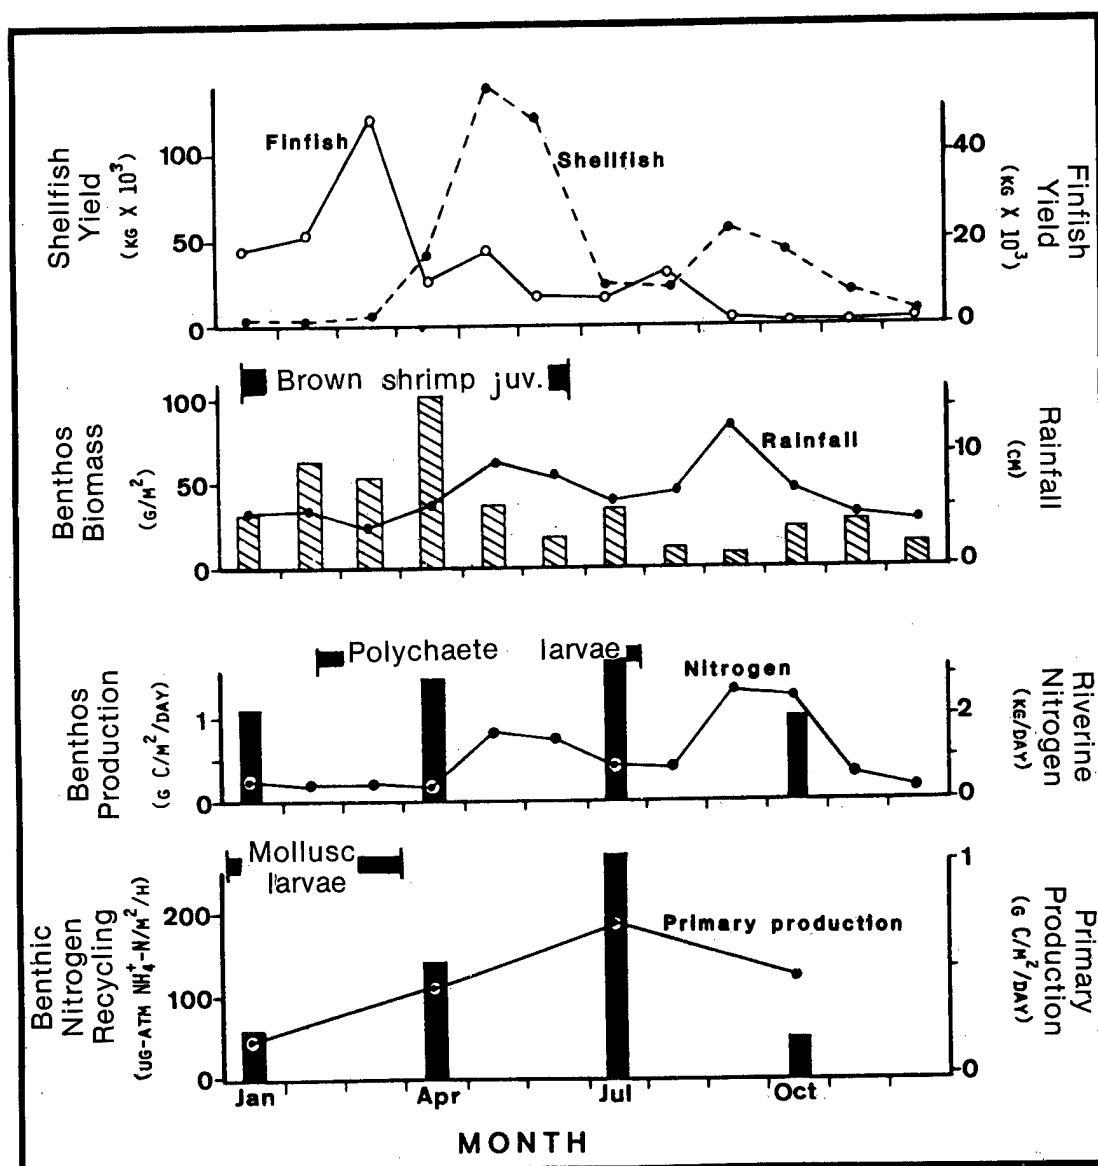 Shellfish
Yield
(KG X 10³)
100
50
0
Finfish
Shellfish
40
20
0
Finfish
Yield
(KG X 10³)
Benthos
Biomass
(G/M²)
100
50
0
Brown shrimp juv.
Rainfall
10
0
Rainfall
(CM)
Benthos
Production
(G C/M²/DAY)
1
0
Polychaete larvae
Nitrogen
2
1
0
Riverine
Nitrogen
(KG/DAY)
Benthic
Nitrogen
Recycling
(UG-ATM NH₄⁺-N/M²/H)
200
100
0
Mollusc
larvae
Primary production
1
0
Primary
Production
(G C/M²/DAY)
Jan Apr Jul Oct
MONTH